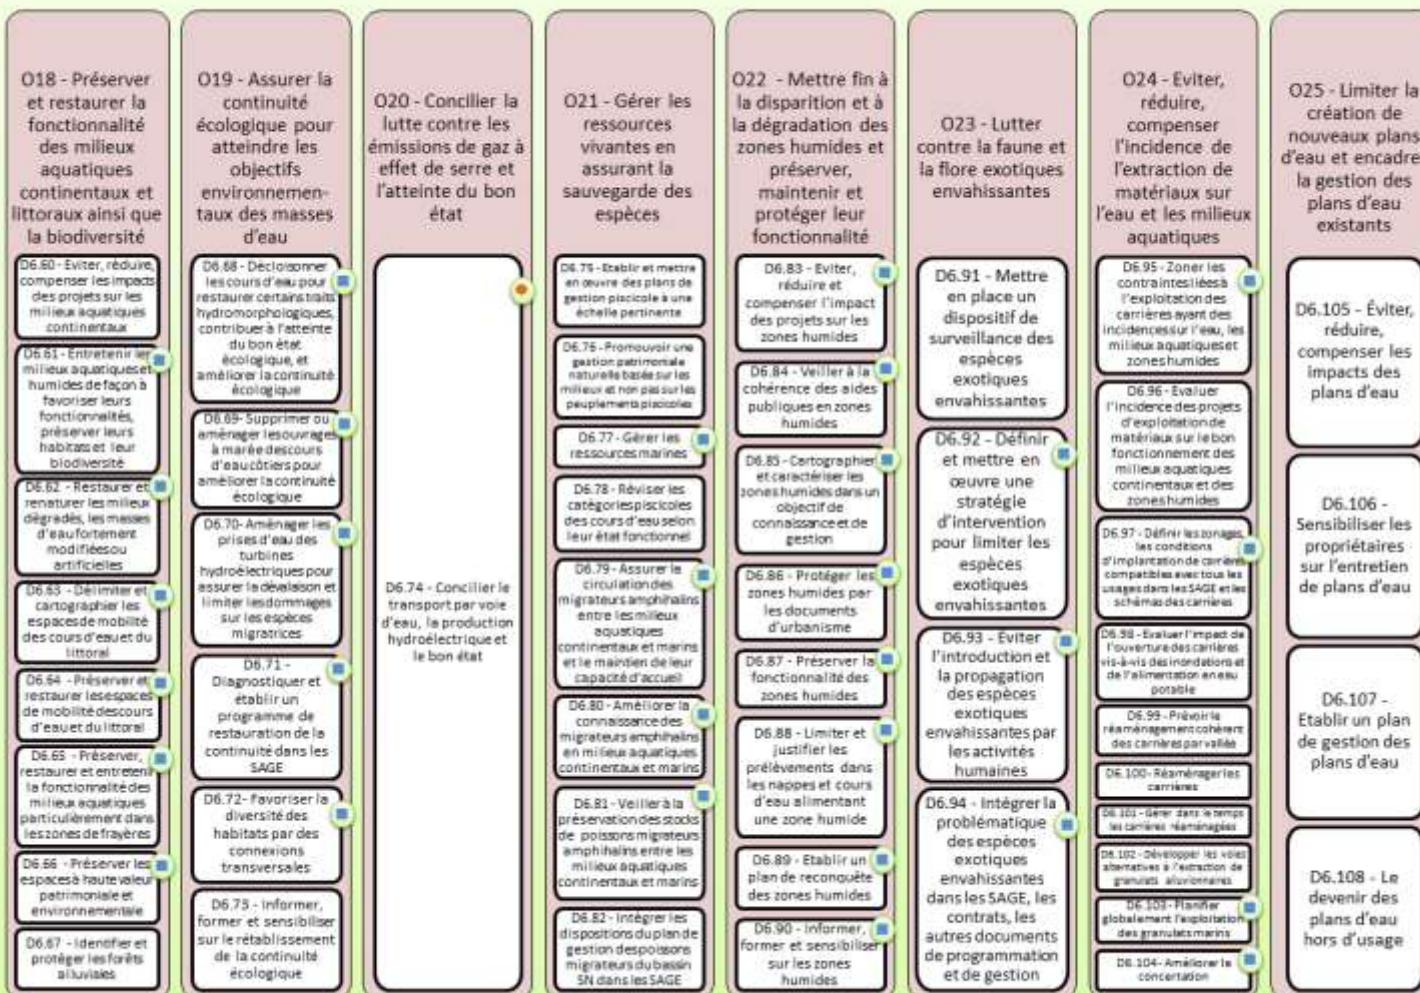 O18 - Préserver
et restaurer la
fonctionnalité
des milieux
aquatiques
continentaux et
littoraux ainsi que
la biodiversité
D6.60 - Eviter, réduire,
compenser les impacts
des projets sur les
milieux aquatiques
continentaux
D6.61 - Entretenir les
milieux aquatiques et
humides de façon à
favoriser leurs
fonctionnalités,
préserver leurs
habitats et leur
biodiversité
D6.62 - Restaurer et
renaturer les milieux
dégradés, les masses
d'eau fortement
modifiées ou
artificielles
D6.63 - Délimiter et
cartographier les
espaces de mobilité
des cours d'eau et du
littoral
D6.64 - Préserver et
restaurer les espaces
de mobilité des cours
d'eau et du littoral
D6.65 - Préserver,
restaurer et entretenir
la fonctionnalité des
milieux aquatiques
particulièrement dans
les zones de frayères
D6.66 - Préserver les
espaces à haute valeur
patrimoniale et
environnementale
D6.67 - Identifier et
protéger les forêts
alluviales
O19 - Assurer la
continuité
écologique pour
atteindre les
objectifs
environnemen-
taux des masses
d'eau
D6.68 - Décloisonner
les cours d'eau pour
restaurer certains traits
hydromorphologiques,
contribuer à l'atteinte
du bon état
écologique, et
améliorer la continuité
écologique
D6.69- Supprimer ou
aménager les ouvrages
à marée des cours
d'eau côtiers pour
améliorer la continuité
écologique
D6.70- Aménager les
prises d'eau des
turbines
hydroélectriques pour
assurer la dévalaison et
limiter les dommages
sur les espèces
migratrices
D6.71 -
Diagnostiquer et
établir un
programme de
restauration de la
continuité dans les
SAGE
D6.72- Favoriser la
diversité des
habitats par des
connexions
transversales
D6.73 - Informer,
former et sensibiliser
sur le rétablissement
de la continuité
écologique
O20 - Concilier la
lutte contre les
émissions de gaz à
effet de serre et
l'atteinte du bon
état
D6.74 - Concilier le
transport par voie
d'eau, la production
hydroélectrique et
le bon état
O21 - Gérer les
ressources
vivantes en
assurant la
sauvegarde des
espèces
D6.75 - Etablir et mettre
en œuvre des plans de
gestion piscicole à une
échelle pertinente
D6.76 - Promouvoir une
gestion patrimoniale
naturelle basée sur les
milieux et non pas sur les
peuplements piscicoles
D6.77 - Gérer les
ressources marines
D6.78 - Réviser les
catégories piscicoles
des cours d'eau selon
leur état fonctionnel
D6.79 - Assurer la
circulation des
migrateurs amphihalins
entre les milieux
aquatiques
continentaux et marins
et le maintien de leur
capacité d'accueil
D6.80 - Améliorer la
connaissance des
migrateurs amphihalins
en milieux aquatiques
continentaux et marins
D6.81 - Veiller à la
préservation des stocks
de poissons migrateurs
amphihalins entre les
milieux aquatiques
continentaux et marins
D6.82 - Intégrer les
dispositions du plan de
gestion des poissons
migrateurs du bassin
SN dans les SAGE
O22 - Mettre fin à
la disparition et à
la dégradation des
zones humides et
préserver,
maintenir et
protéger leur
fonctionnalité
D6.83 - Eviter,
réduire et
compenser l'impact
des projets sur les
zones humides
D6.84 - Veiller à la
cohérence des aides
publiques en zones
humides
D6.85 - Cartographier
et caractériser les
zones humides dans un
objectif de
connaissance et de
gestion
D6.86 - Protéger les
zones humides par
les documents
d'urbanisme
D6.87 - Préserver la
fonctionnalité des
zones humides
D6.88 - Limiter et
justifier les
prélèvements dans
les nappes et cours
d'eau alimentant
une zone humide
D6.89 - Etablir un
plan de reconquête
des zones humides
D6.90 - Informer,
former et sensibiliser
sur les zones
humides
O23 - Lutter
contre la faune et
la flore exotiques
envahissantes
D6.91 - Mettre
en place un
dispositif de
surveillance des
espèces
exotiques
envahissantes
D6.92 - Définir
et mettre en
œuvre une
stratégie
d'intervention
pour limiter les
espèces
exotiques
envahissantes
D6.93 - Eviter
l'introduction et
la propagation
des espèces
exotiques
envahissantes par
les activités
humaines
D6.94 - Intégrer la
problématique
des espèces
exotiques
envahissantes
dans les SAGE, les
contrats, les
autres documents
de programmation
et de gestion
O24 - Eviter,
réduire,
compenser
l'incidence de
l'extraction de
matériaux sur
l'eau et les milieux
aquatiques
D6.95 - Zoner les
contraintes liées à
l'exploitation des
carrières ayant des
incidences sur l'eau, les
milieux aquatiques et
zones humides
D6.96 - Evaluer
l'incidence des projets
d'exploitation de
matériaux sur le bon
fonctionnement des
milieux aquatiques
continentaux et des
zones humides
D6.97 - Définir les zonages,
les conditions
d'implantation de carrières
compatibles avec tous les
usages dans les SAGE et les
schémas des carrières
D6.98 - Evaluer l'impact de
l'ouverture des carrières
vis-à-vis des inondations et
de l'alimentation en eau
potable
D6.99 - Prévoir le
réaménagement cohérent
des carrières par vallée
D6.100 - Réaménager les
carrières
D6.101 - Gérer dans le temps
les carrières réaménagées
D6.102 - Développer les voies
alternatives à l'extraction de
granulats alluvionnaires
D6.103 - Planifier
globalement l'exploitation
des granulats marins
D6.104 - Améliorer la
concertation
O25 - Limiter la
création de
nouveaux plans
d'eau et encadre
la gestion des
plans d'eau
existants
D6.105 - Éviter,
réduire,
compenser les
impacts des
plans d'eau
D6.106 -
Sensibiliser les
propriétaires
sur l'entretien
de plans d'eau
D6.107 -
Etablir un plan
de gestion des
plans d'eau
D6.108 - Le
devenir des
plans d'eau
hors d'usage